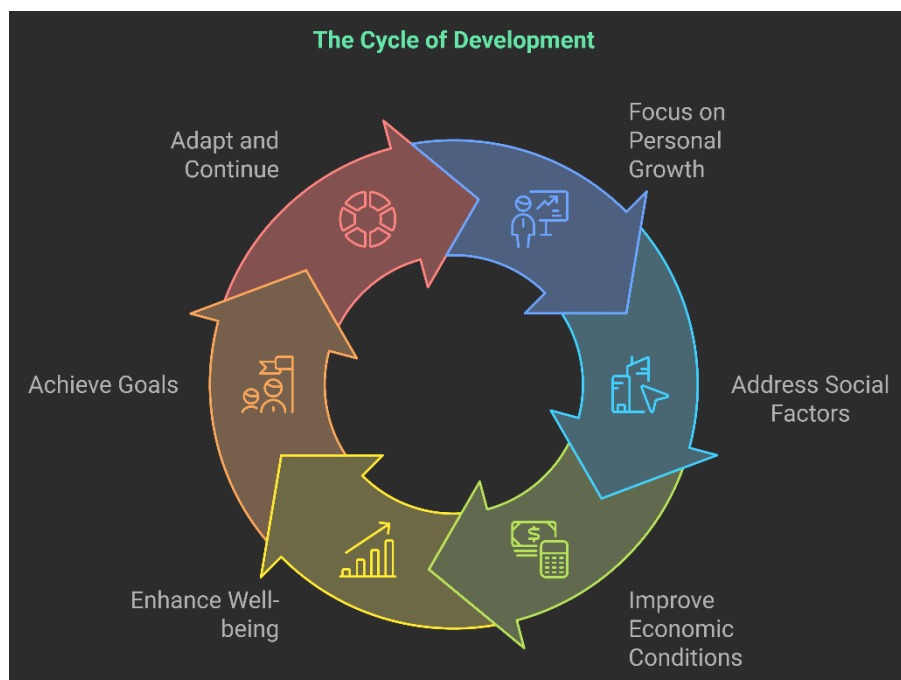 The Cycle of Development
Focus on
Personal
Growth
Address Social
Factors
Improve
Economic
Conditions
Enhance Well-
being
Achieve Goals
Adapt and
Continue
$